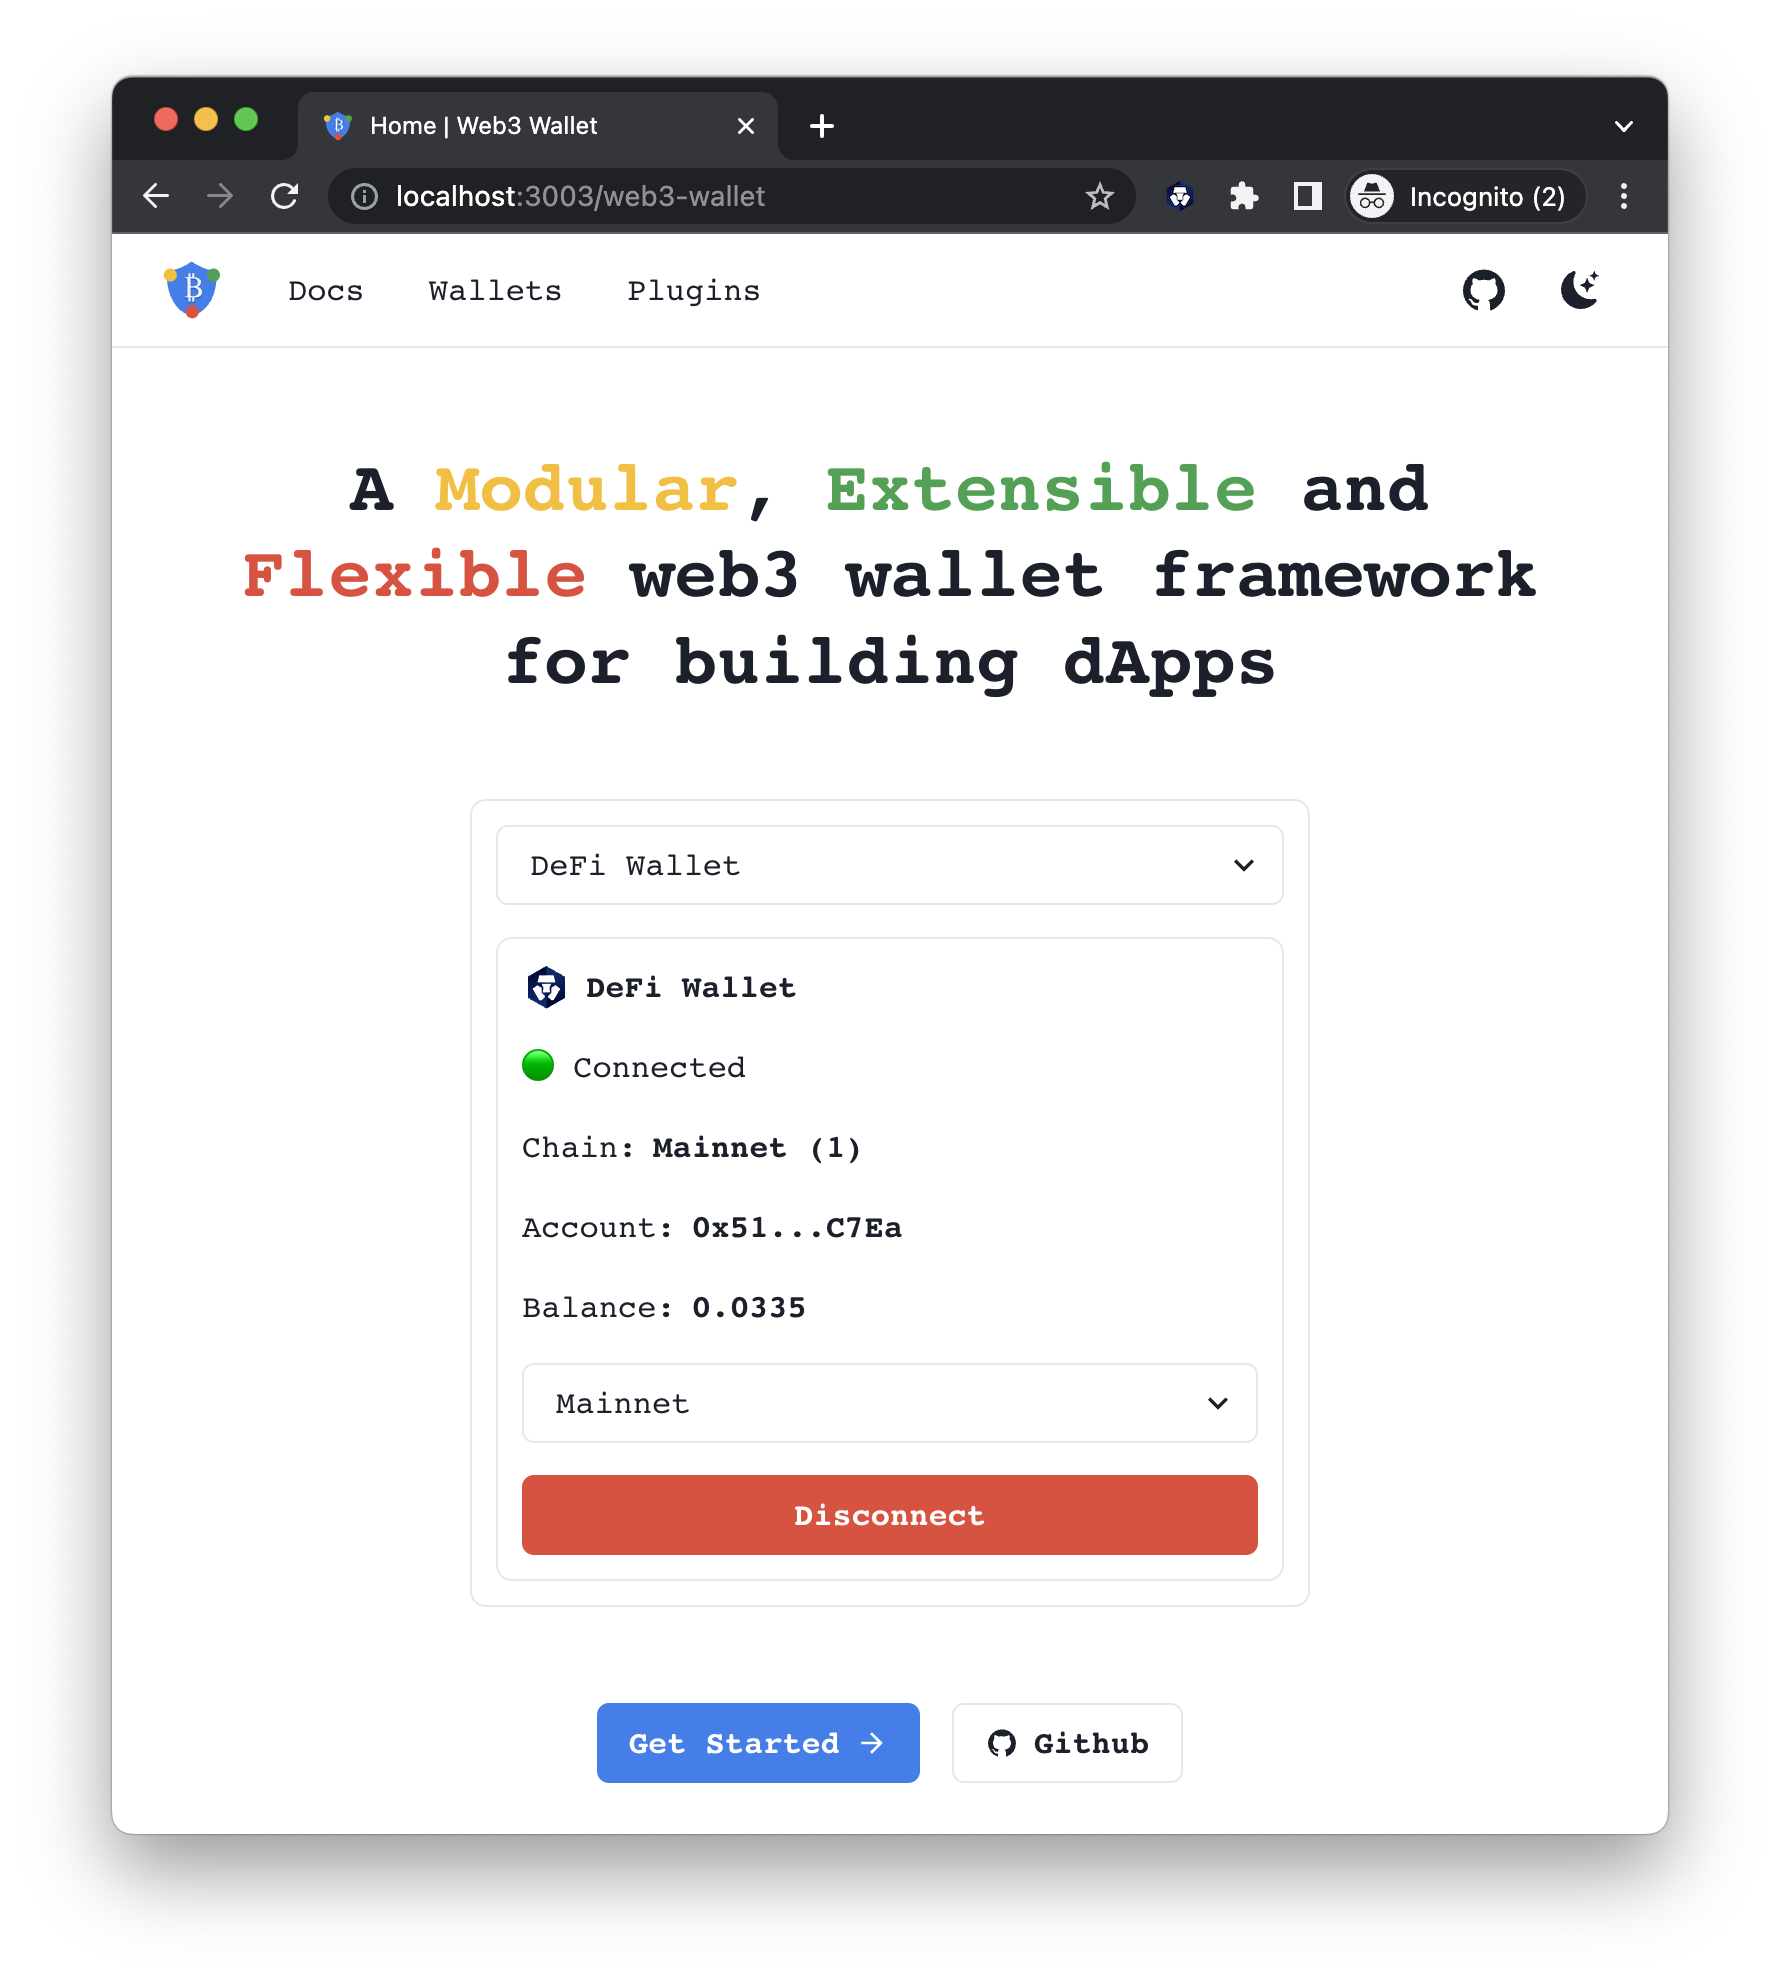 Home | Web3 Wallet
localhost:3003/web3-wallet
Incognito (2)
Docs Wallets Plugins
A Modular, Extensible and
Flexible web3 wallet framework
for building dApps
DeFi Wallet
DeFi Wallet
Connected
Chain: Mainnet (1)
Account: 0x51...C7Ea
Balance: 0.0335
Mainnet
Disconnect
Get Started →
Github